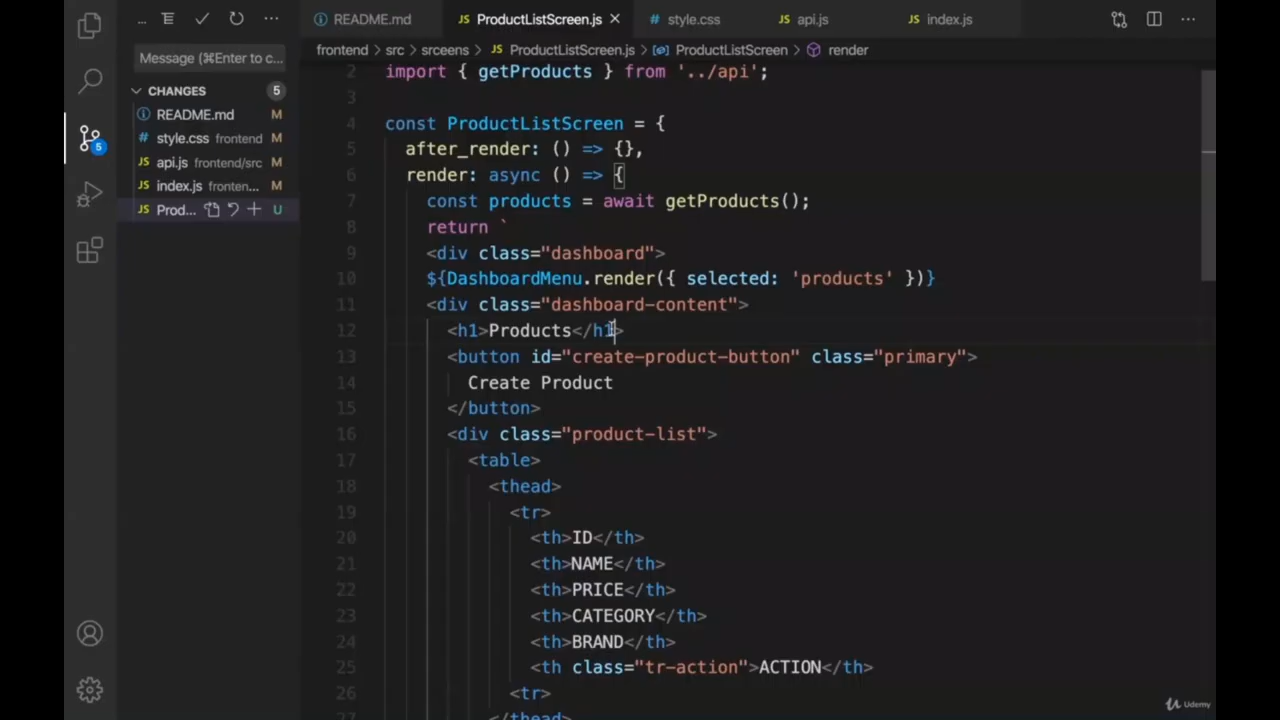 README.md
ProductListScreen.js
style.css
api.js
index.js
Message (⌘Enter to c...
frontend > src > srceens > ProductListScreen.js > ProductListScreen > render
CHANGES 5
README.md M
style.css frontend M
api.js frontend/src M
index.js fronten... M
Prod... U
5
2 import { getProducts } from '../api';
3
4 const ProductListScreen = {
5 after_render: () => {},
6 render: async () => {
7 const products = await getProducts();
8 return `
9 <div class="dashboard">
10 ${DashboardMenu.render({ selected: 'products' })}
11 <div class="dashboard-content">
12 <h1>Products</h1>
13 <button id="create-product-button" class="primary">
14 Create Product
15 </button>
16 <div class="product-list">
17 <table>
18 <thead>
19 <tr>
20 <th>ID</th>
21 <th>NAME</th>
22 <th>PRICE</th>
23 <th>CATEGORY</th>
24 <th>BRAND</th>
25 <th class="tr-action">ACTION</th>
26 <tr>
27 </thead>
Udemy